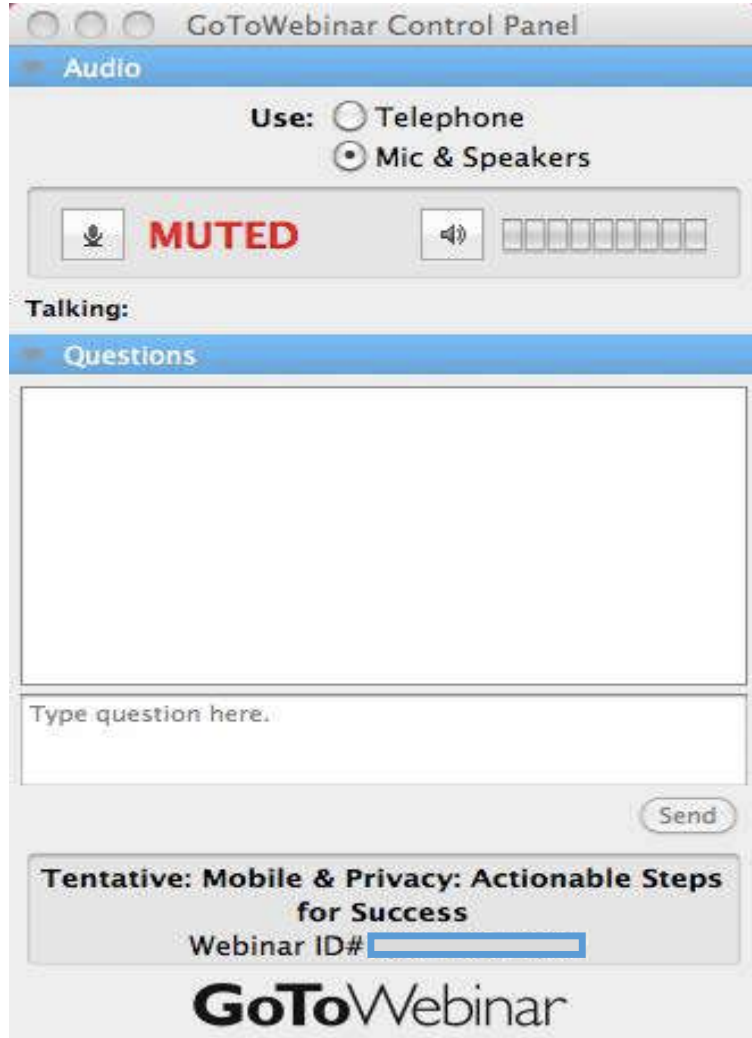 GoToWebinar Control Panel
Audio
Use: Telephone
Mic & Speakers
MUTED
Talking:
Questions
Type question here.
Send
Tentative: Mobile & Privacy: Actionable Steps
for Success
Webinar ID#
GoToWebinar